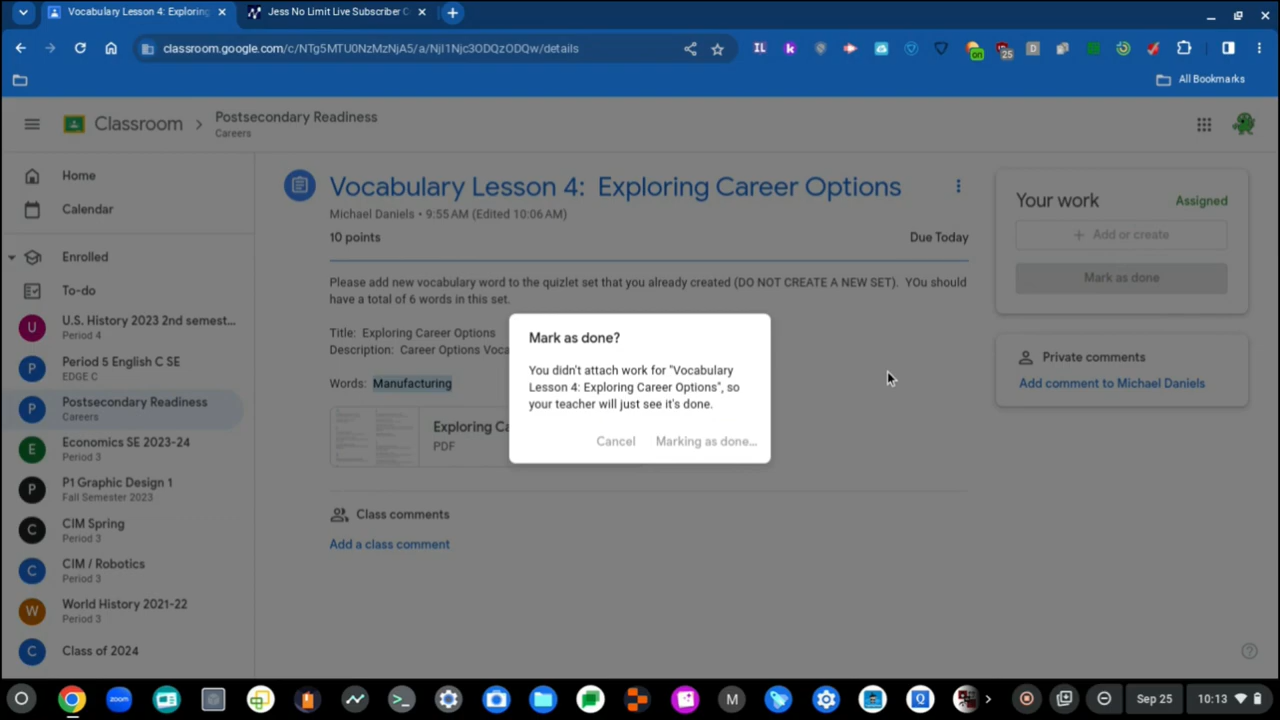 Vocabulary Lesson 4: Exploring
Jess No Limit Live Subscriber C
classroom.google.com/c/NTg5MTU0NzMzNjA5/a/NjI1Njc3ODQzODQw/details
IL
k
on
25
D
All Bookmarks
Classroom
Postsecondary Readiness
Careers
Home
Calendar
Enrolled
To-do
U
U.S. History 2023 2nd semest...
Period 4
P
Period 5 English C SE
EDGE C
P
Postsecondary Readiness
Careers
E
Economics SE 2023-24
Period 3
P
P1 Graphic Design 1
Fall Semester 2023
C
CIM Spring
Period 3
C
CIM / Robotics
Period 3
W
World History 2021-22
Period 3
C
Class of 2024
Vocabulary Lesson 4: Exploring Career Options
Michael Daniels • 9:55 AM (Edited 10:06 AM)
10 points
Due Today
Please add new vocabulary word to the quizlet set that you already created (DO NOT CREATE A NEW SET). YOu should
have a total of 6 words in this set.
Title: Exploring Career Options
Description: Career Options Voca
Words: Manufacturing
Exploring Ca
PDF
Class comments
Add a class comment
Mark as done?
You didn't attach work for "Vocabulary
Lesson 4: Exploring Career Options", so
your teacher will just see it's done.
Cancel
Marking as done...
Your work
Assigned
+ Add or create
Mark as done
Private comments
Add comment to Michael Daniels
zoom
M
Q
Sep 25
10:13